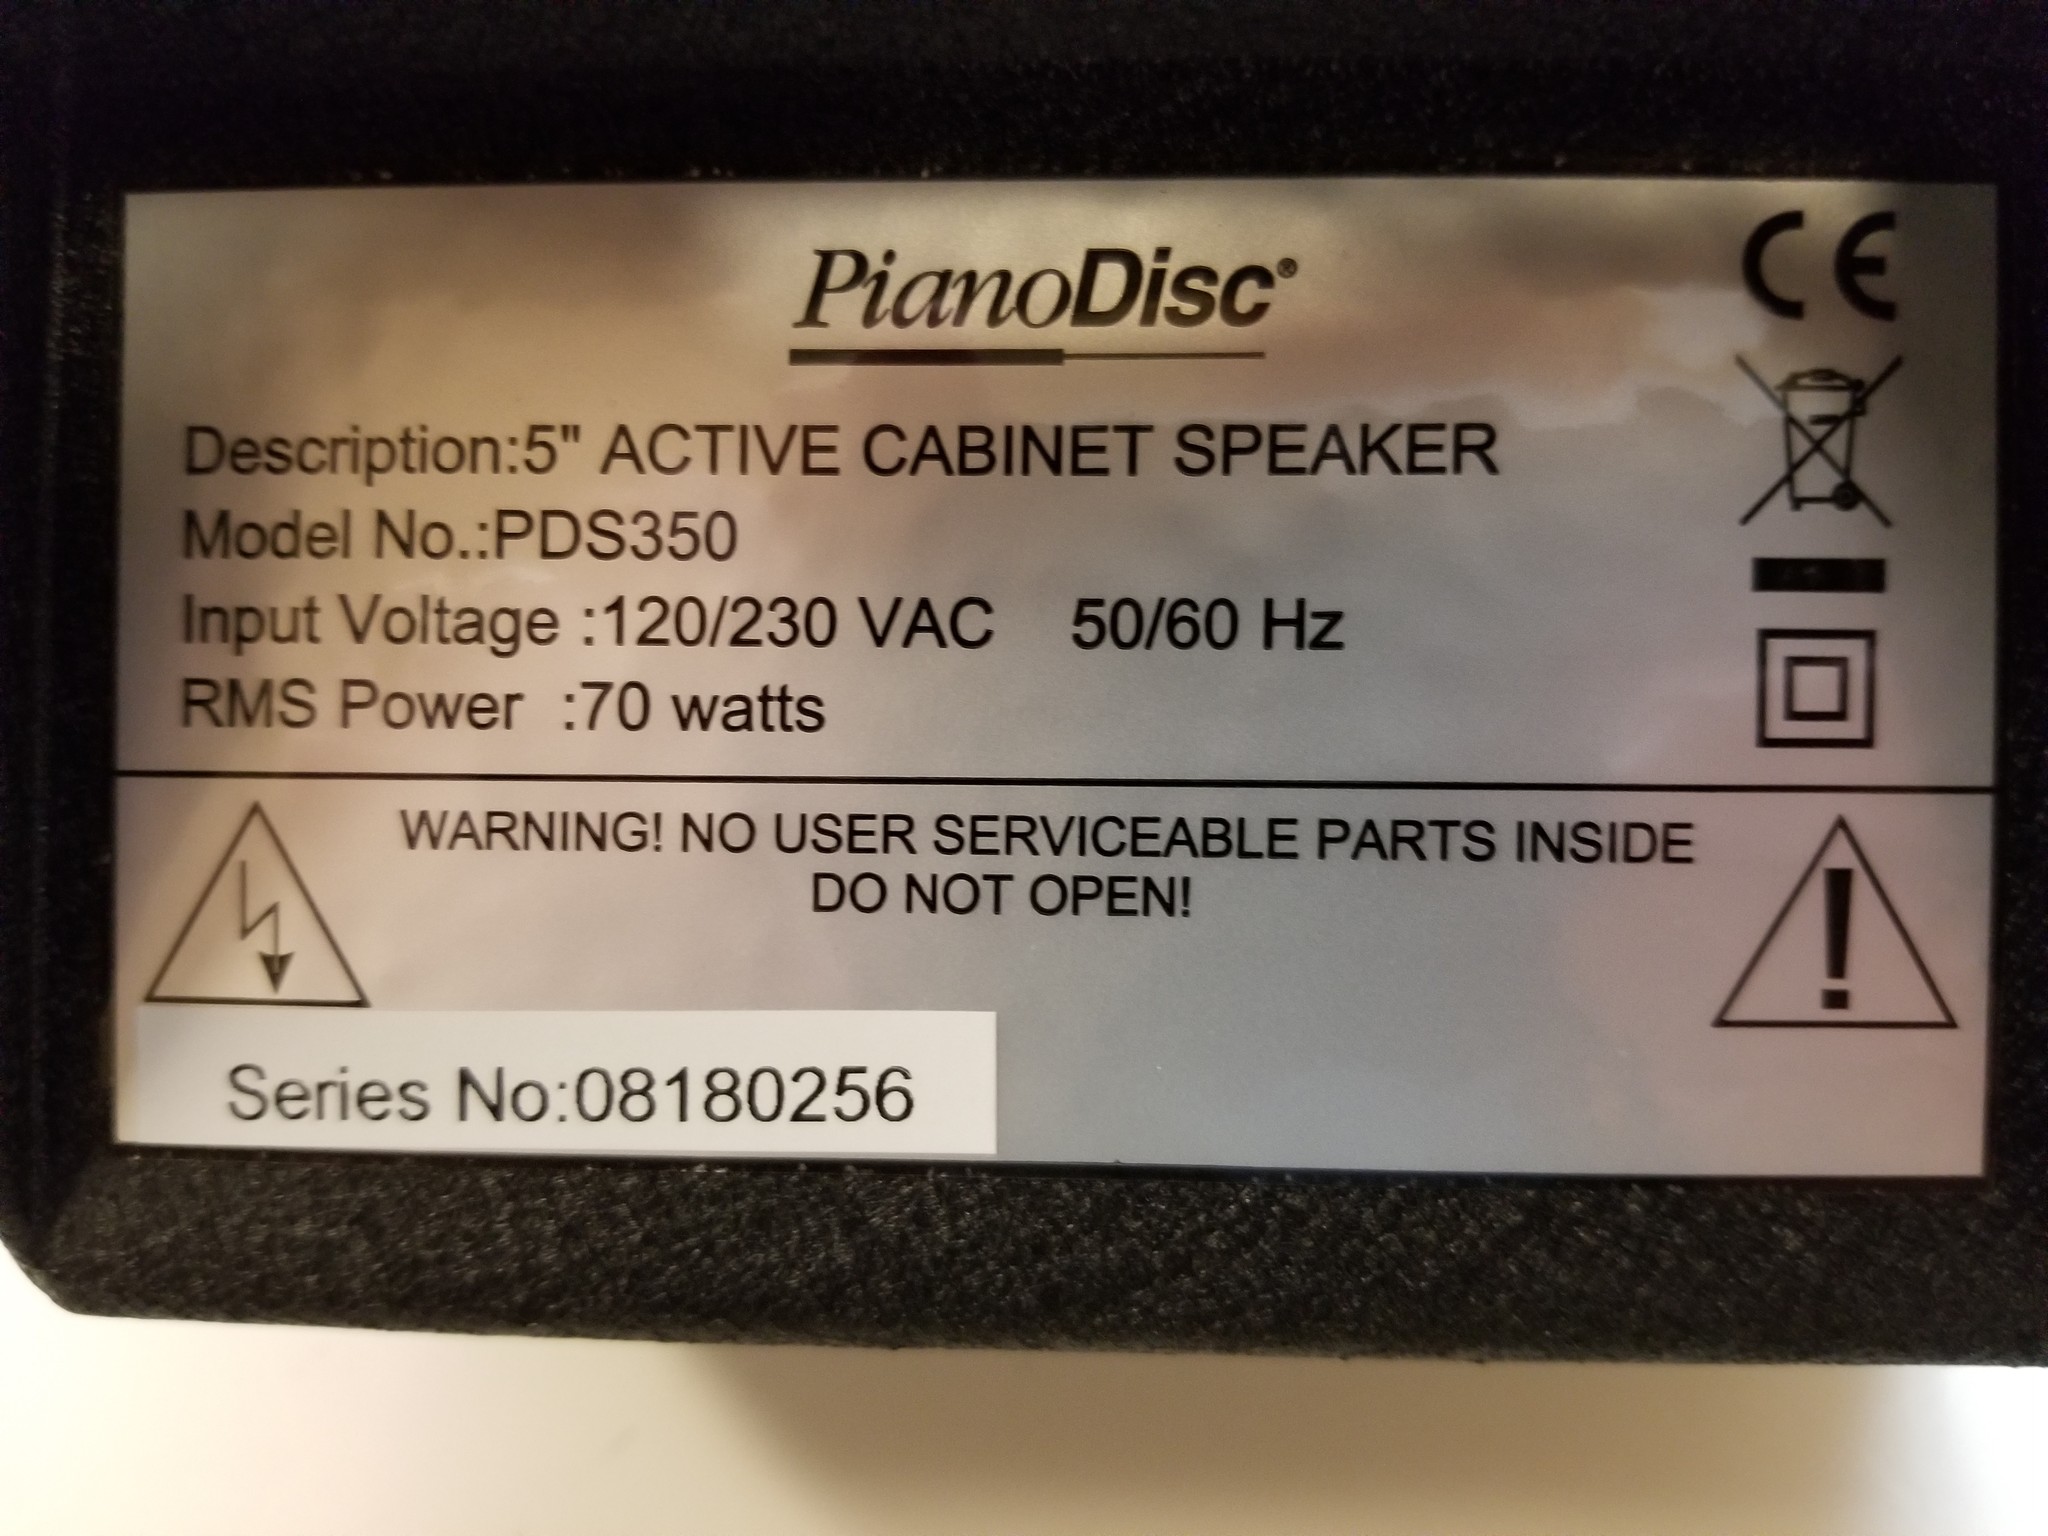 PianoDisc®
CE
Description:5" ACTIVE CABINET SPEAKER
Model No.:PDS350
Input Voltage :120/230 VAC 50/60 Hz
RMS Power :70 watts
WARNING! NO USER SERVICEABLE PARTS INSIDE
DO NOT OPEN!
Series No:08180256